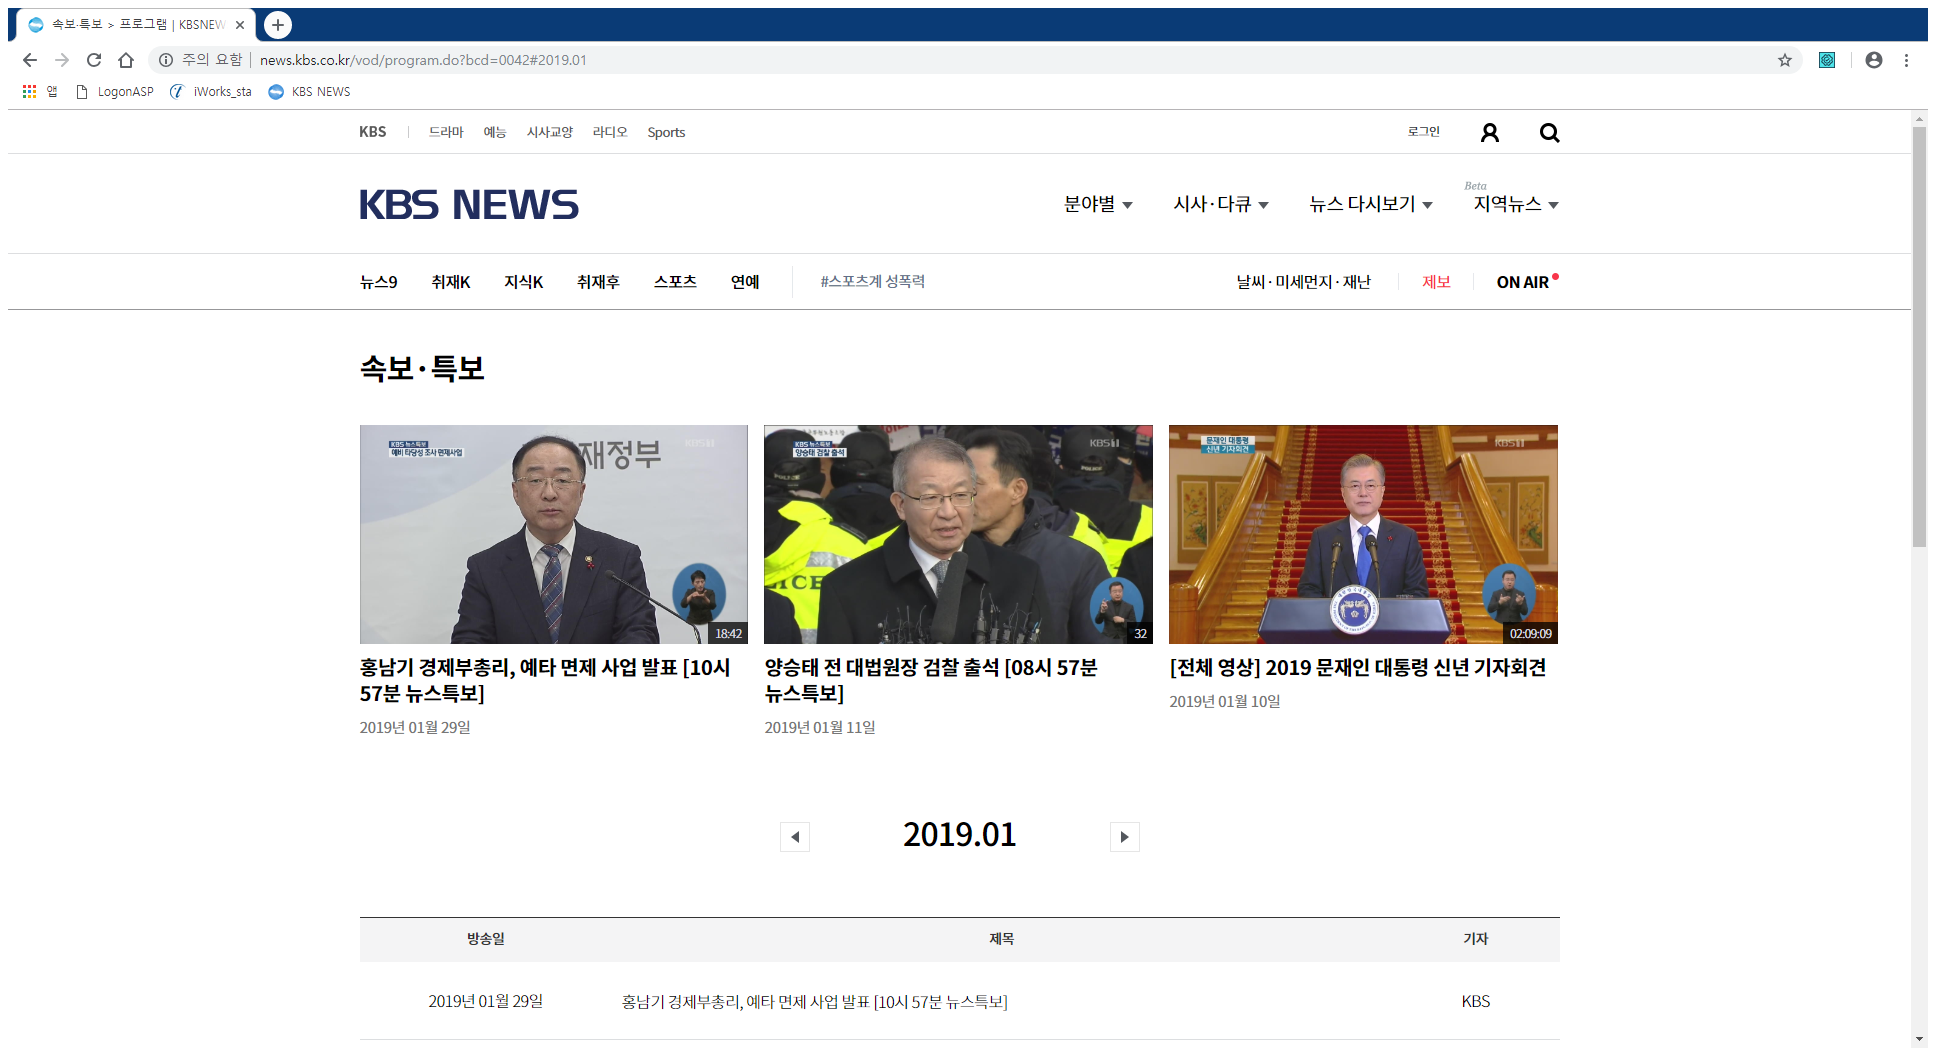 속보·특보 > 프로그램 | KBSNEW
주의 요함 | news.kbs.co.kr/vod/program.do?bcd=0042#2019.01
앱 LogonASP iWorks_sta KBS NEWS
KBS 드라마 예능 시사교양 라디오 Sports 로그인
KBS NEWS
Beta
분야별 시사·다큐 뉴스 다시보기 지역뉴스
뉴스9 취재K 지식K 취재후 스포츠 연예 #스포츠계 성폭력 날씨·미세먼지·재난 제보 ON AIR
속보·특보
KBS 뉴스특보
예비 타당성 조사 면제사업
재정부
KBS 1
18:42
KBS 뉴스특보
양승태 검찰 출석
KBS 1
POLICE
32
문재인 대통령
신년 기자회견
KBS 1
02:09:09
홍남기 경제부총리, 예타 면제 사업 발표 [10시
57분 뉴스특보]
2019년 01월 29일
양승태 전 대법원장 검찰 출석 [08시 57분
뉴스특보]
2019년 01월 11일
[전체 영상] 2019 문재인 대통령 신년 기자회견
2019년 01월 10일
2019.01
방송일 제목 기자
2019년 01월 29일 홍남기 경제부총리, 예타 면제 사업 발표 [10시 57분 뉴스특보] KBS